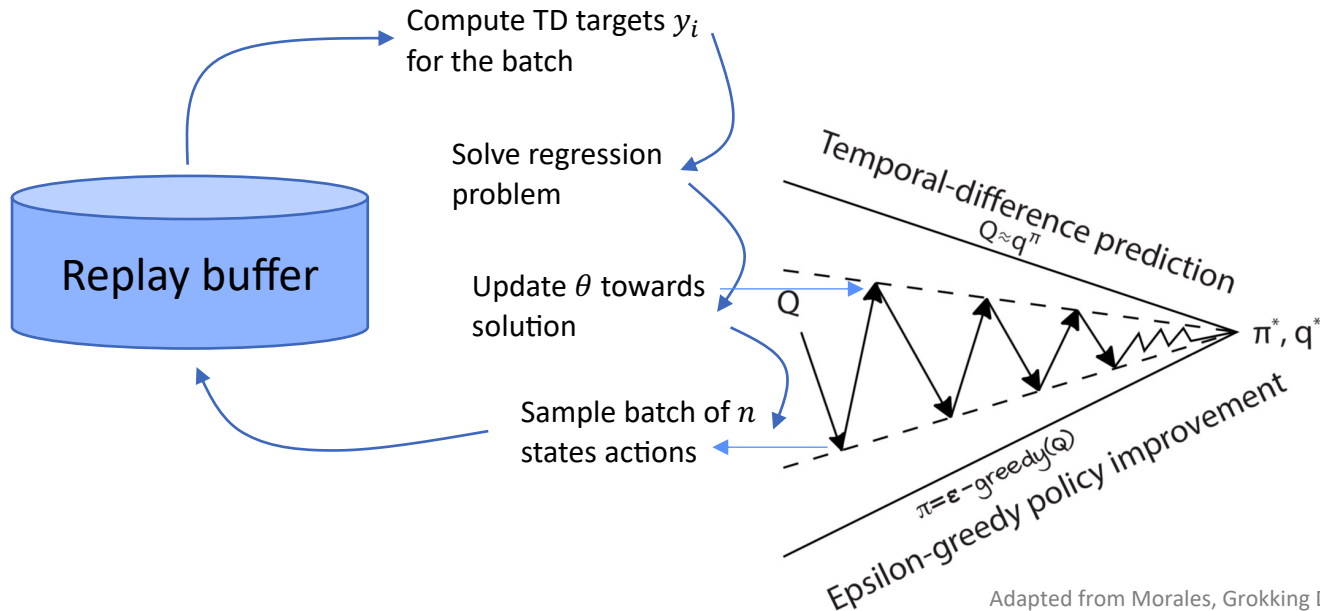 Compute TD targets yᵢ
for the batch
Solve regression
problem
Replay buffer
Update θ towards
solution
Sample batch of n
states actions
Temporal-difference prediction
Q≈qπ
Q
π*, q*
π=ε-greedy(Q)
Epsilon-greedy policy improvement
Adapted from Morales, Grokking D